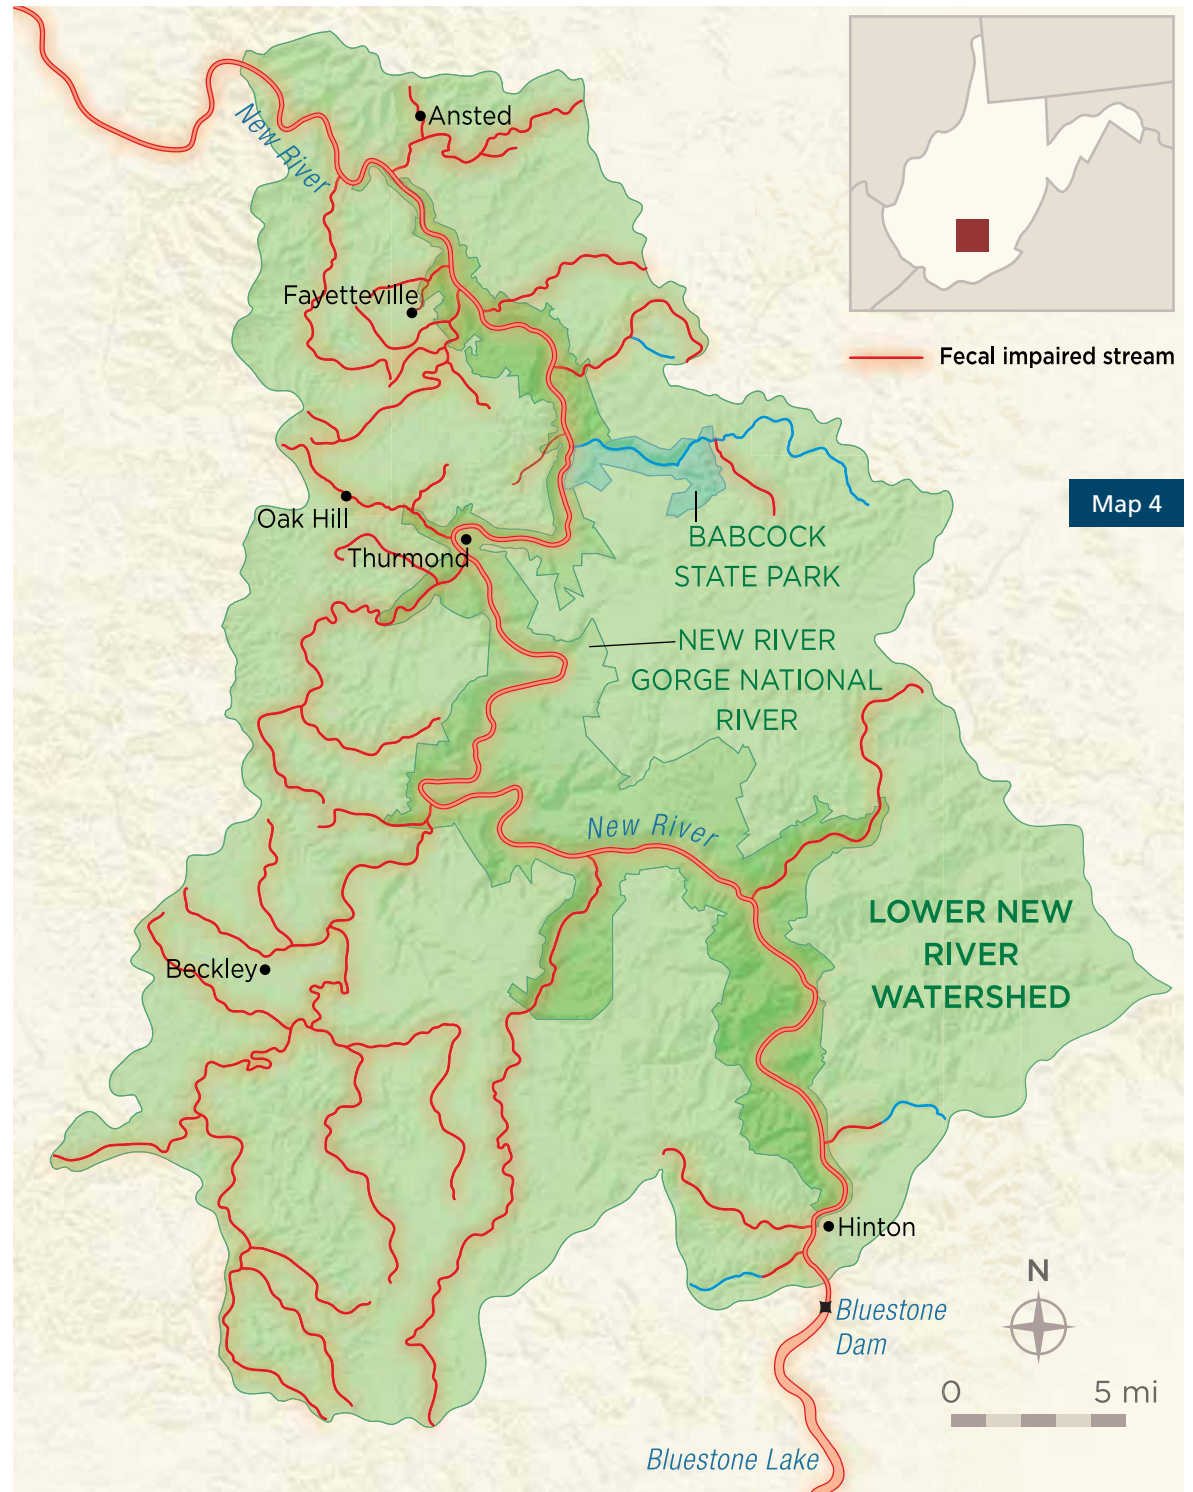 New River
Ansted
Fayetteville
Fecal impaired stream
Map 4
Oak Hill
Thurmond
BABCOCK
STATE PARK
NEW RIVER
GORGE NATIONAL
RIVER
New River
LOWER NEW
RIVER
WATERSHED
Beckley
Hinton
N
Bluestone
Dam
0 5 mi
Bluestone Lake